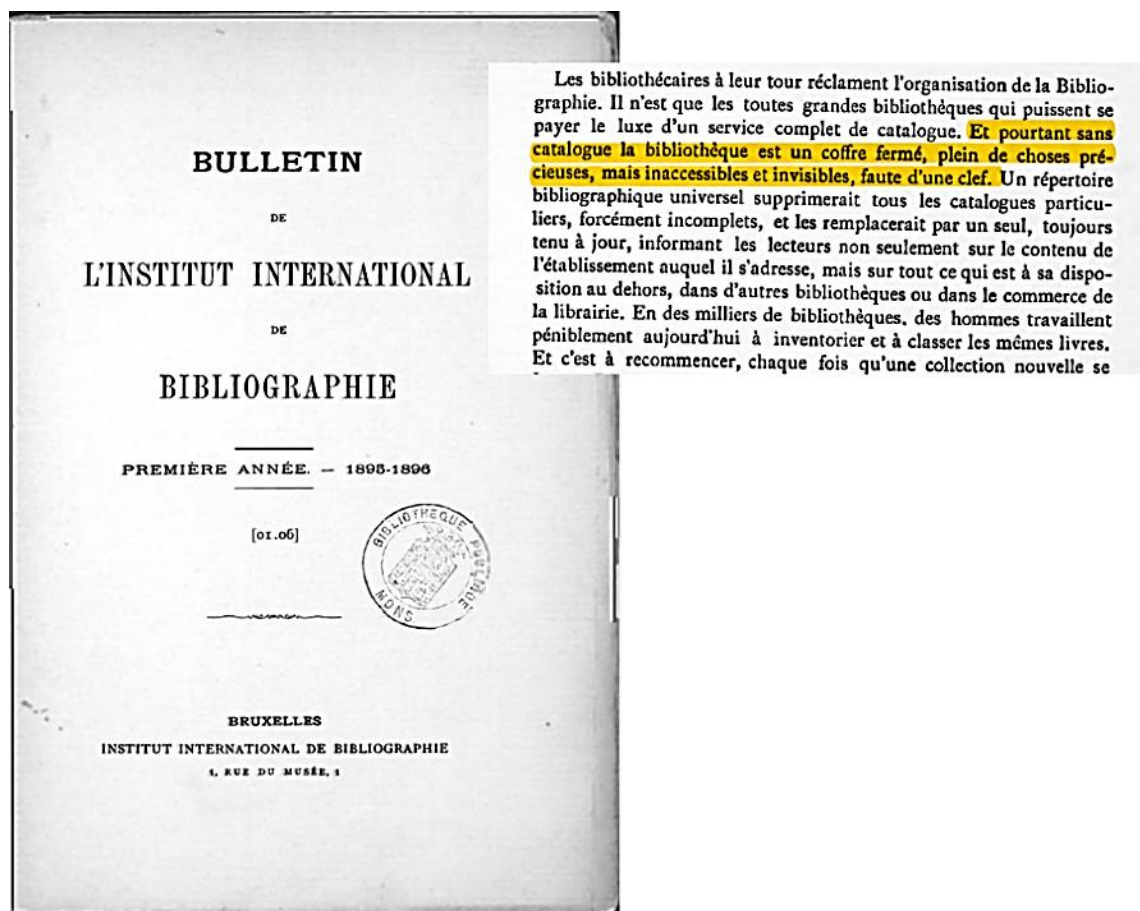 BULLETIN
DE
L'INSTITUT INTERNATIONAL
DE
BIBLIOGRAPHIE
PREMIÈRE ANNÉE. — 1895-1896
[01.06]
BIBLIOTHEQUE PUBLIQUE
MONS
BRUXELLES
INSTITUT INTERNATIONAL DE BIBLIOGRAPHIE
1, RUE DU MUSÉE, 1
Les bibliothécaires à leur tour réclament l'organisation de la Biblio-
graphie. Il n'est que les toutes grandes bibliothèques qui puissent se
payer le luxe d'un service complet de catalogue. Et pourtant sans
catalogue la bibliothèque est un coffre fermé, plein de choses pré-
cieuses, mais inaccessibles et invisibles, faute d'une clef. Un répertoire
bibliographique universel supprimerait tous les catalogues particu-
liers, forcément incomplets, et les remplacerait par un seul, toujours
tenu à jour, informant les lecteurs non seulement sur le contenu de
l'établissement auquel il s'adresse, mais sur tout ce qui est à sa dispo-
sition au dehors, dans d'autres bibliothèques ou dans le commerce de
la librairie. En des milliers de bibliothèques, des hommes travaillent
péniblement aujourd'hui à inventorier et à classer les mêmes livres.
Et c'est à recommencer, chaque fois qu'une collection nouvelle se